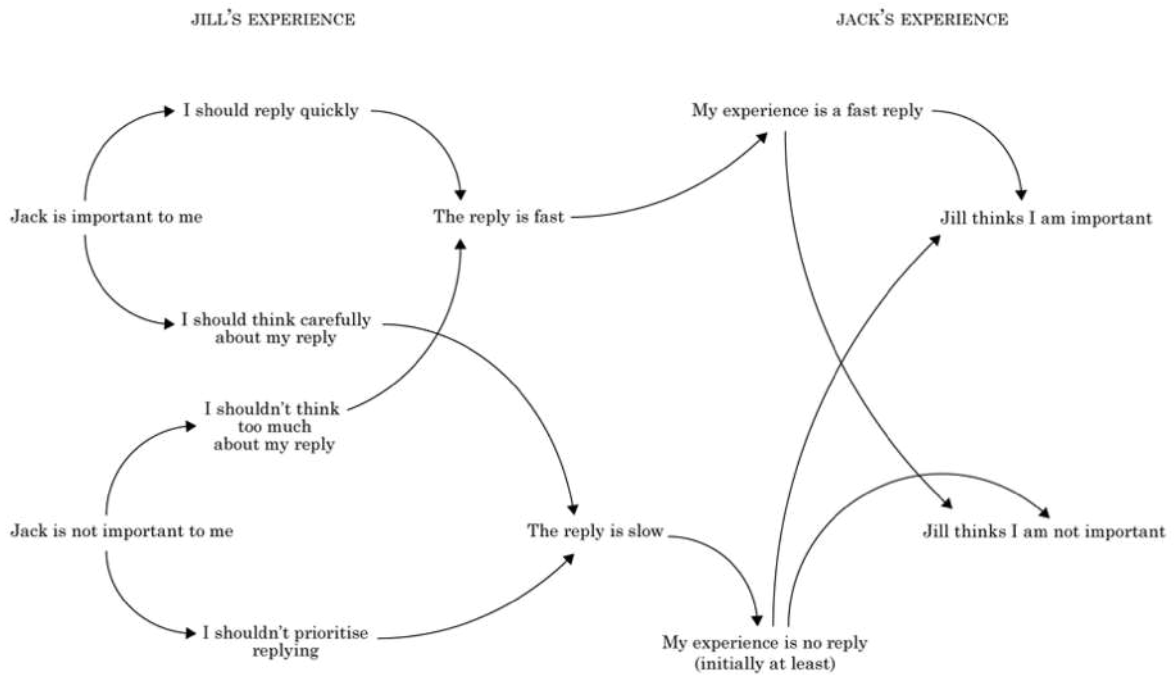 JILL'S EXPERIENCE
JACK'S EXPERIENCE
I should reply quickly
My experience is a fast reply
Jack is important to me
The reply is fast
Jill thinks I am important
I should think carefully
about my reply
I shouldn't think
too much
about my reply
Jack is not important to me
The reply is slow
Jill thinks I am not important
I shouldn't prioritise
replying
My experience is no reply
(initially at least)